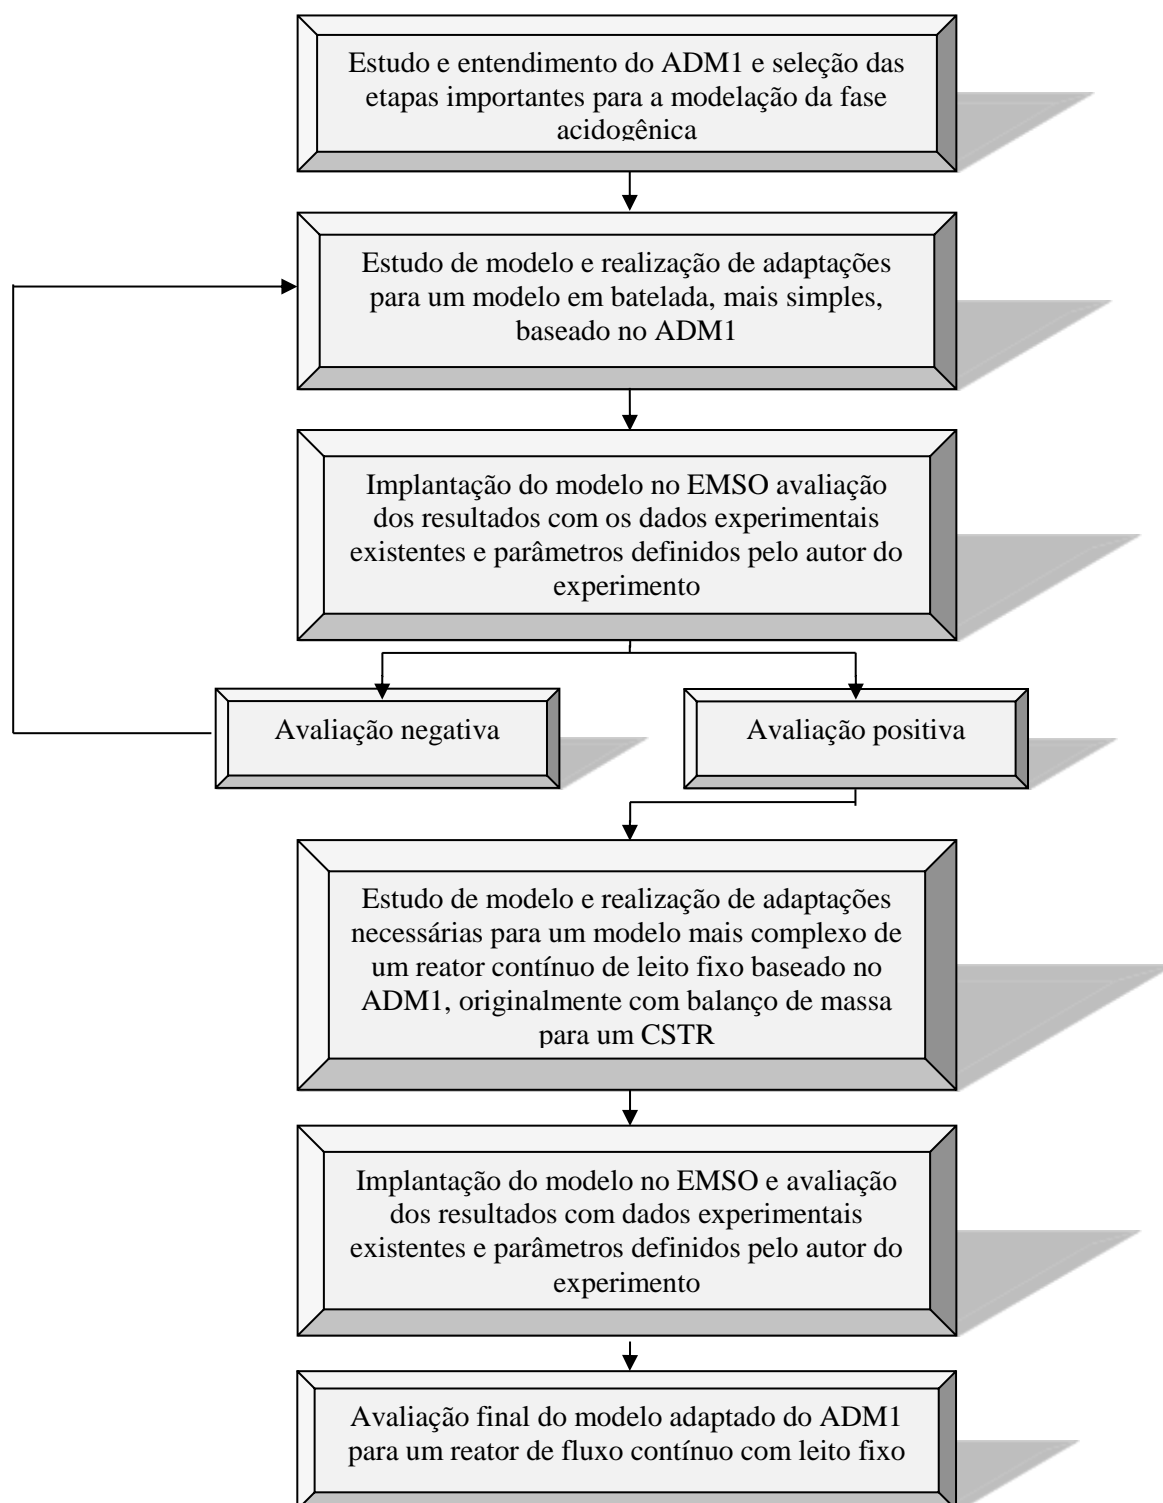 Estudo e entendimento do ADM1 e seleção das
etapas importantes para a modelação da fase
acidogênica
Estudo de modelo e realização de adaptações
para um modelo em batelada, mais simples,
baseado no ADM1
Implantação do modelo no EMSO avaliação
dos resultados com os dados experimentais
existentes e parâmetros definidos pelo autor do
experimento
Avaliação negativa
Avaliação positiva
Estudo de modelo e realização de adaptações
necessárias para um modelo mais complexo de
um reator contínuo de leito fixo baseado no
ADM1, originalmente com balanço de massa
para um CSTR
Implantação do modelo no EMSO e avaliação
dos resultados com dados experimentais
existentes e parâmetros definidos pelo autor do
experimento
Avaliação final do modelo adaptado do ADM1
para um reator de fluxo contínuo com leito fixo